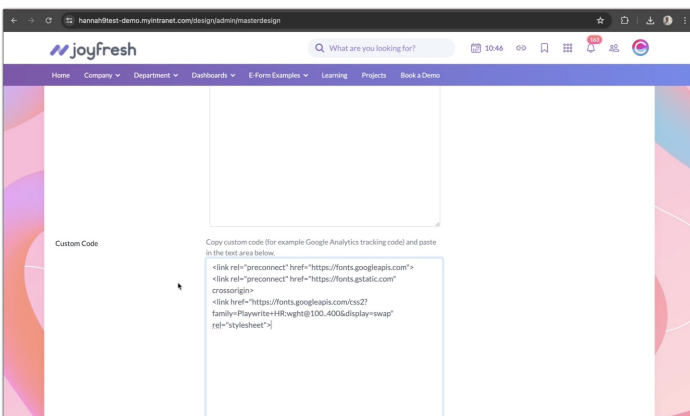 hannah9test-demo.myintranet.com/design/admin/masterdesign
joyfresh
What are you looking for?
10:46
163
Home Company Department Dashboards E-Form Examples Learning Projects Book a Demo
Custom Code
Copy custom code (for example Google Analytics tracking code) and paste
in the text area below.
<link rel="preconnect" href="https://fonts.googleapis.com">
<link rel="preconnect" href="https://fonts.gstatic.com"
crossorigin>
<link href="https://fonts.googleapis.com/css2?
family=Playwrite+HR:wght@100..400&display=swap"
rel="stylesheet">